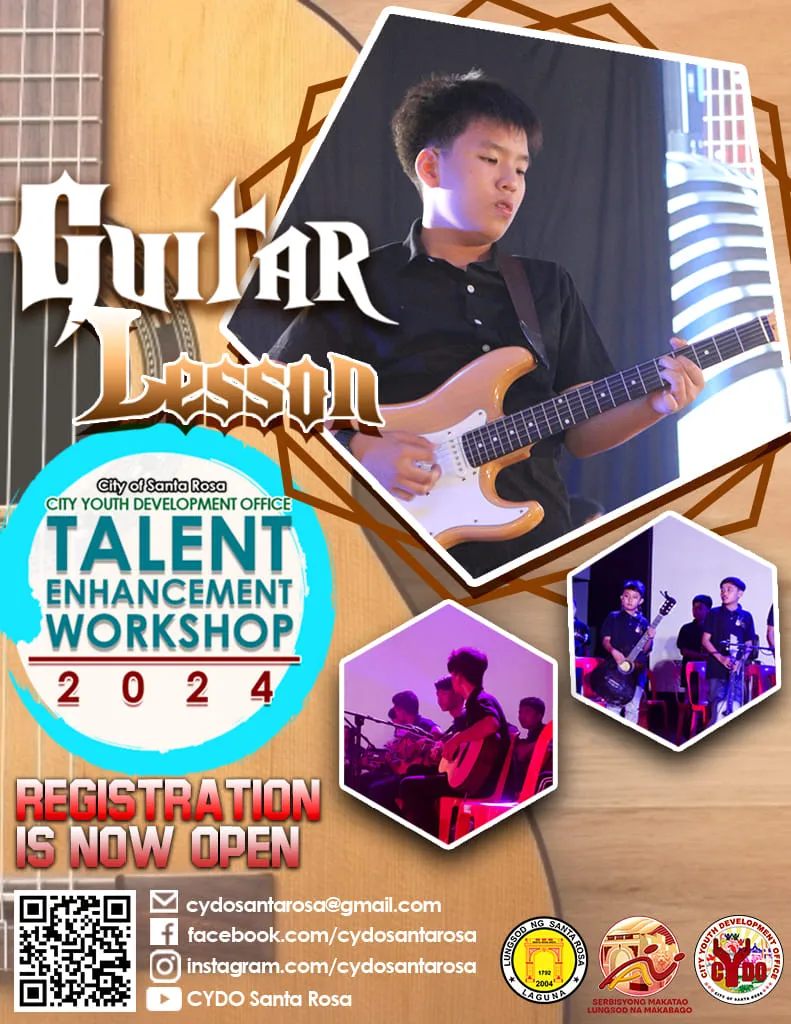 Guitar
Lesson
City of Santa Rosa
CITY YOUTH DEVELOPMENT OFFICE
TALENT
ENHANCEMENT
WORKSHOP
2024
REGISTRATION
IS NOW OPEN
cydosantarosa@gmail.com
facebook.com/cydosantarosa
instagram.com/cydosantarosa
CYDO Santa Rosa
LUNGSOD NG SANTA ROSA
1792
2004
LAGUNA
SERBISYONG MAKATAO
LUNGSOD NA MAKABAGO
CITY YOUTH DEVELOPMENT OFFICE
CYDO
CITY OF SANTA ROSA